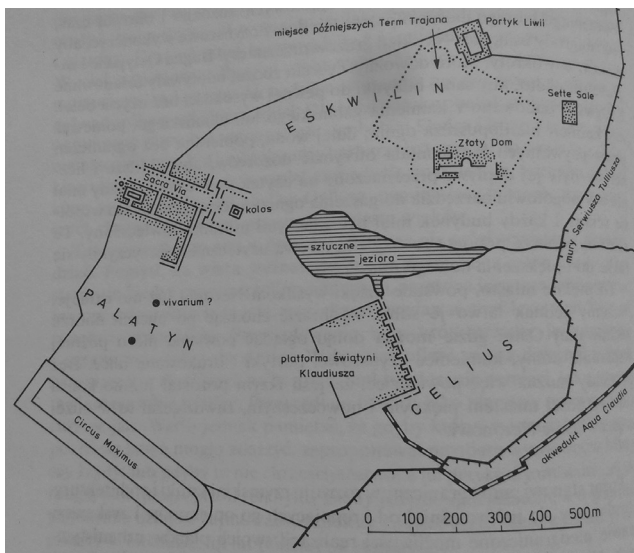 miejsce późniejszych Term Trajana
Portyk Liwii
ESKWILIN
Sette Sale
Złoty Dom
Sacra Via
kolos
sztuczne
jezioro
mury Serwiusza Tulliusza
PALATYN
vivarium ?
platforma świątyni
Klaudiusza
CELIUS
Circus Maximus
akwedukt Aqua Claudia
0 100 200 300 400 500m